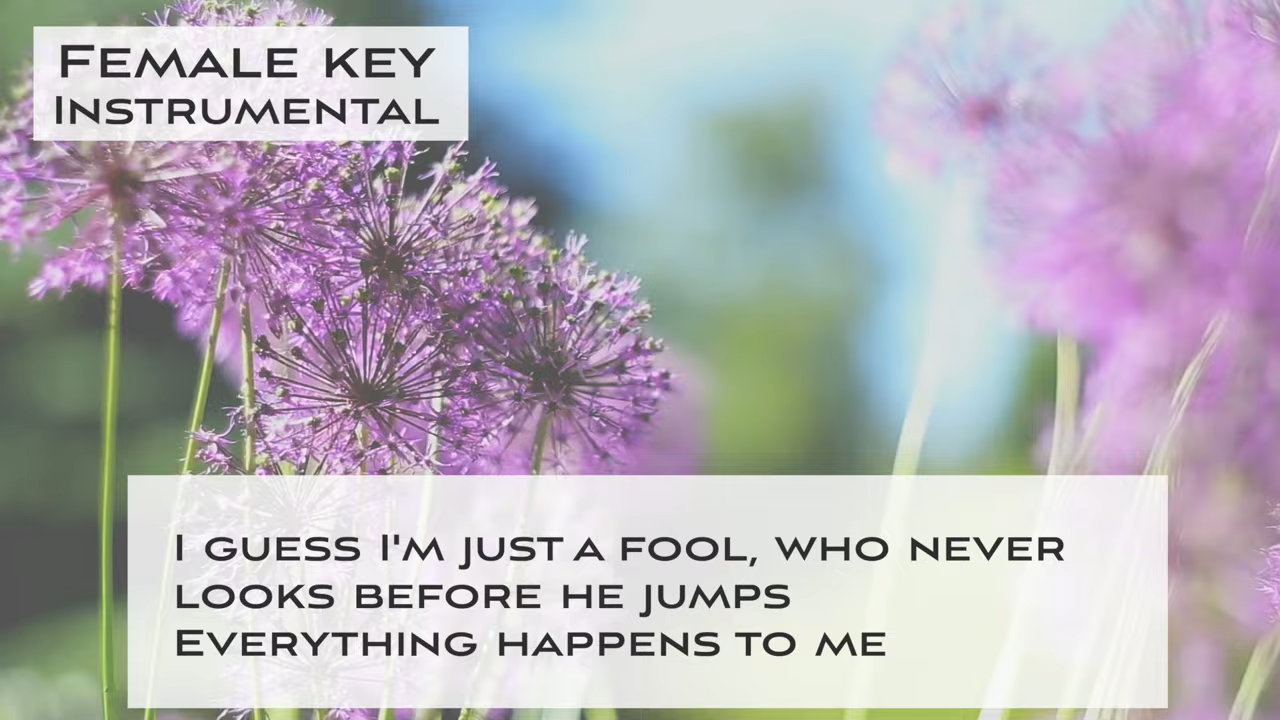 Female key
Instrumental
I guess I'm just a fool, who never
looks before he jumps
Everything happens to me